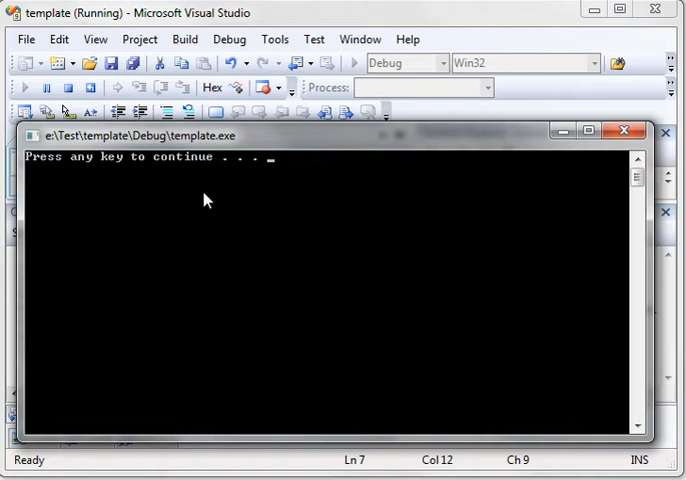 template (Running) - Microsoft Visual Studio
File Edit View Project Build Debug Tools Test Window Help
Debug Win32
Hex Process:
e:\Test\template\Debug\template.exe
Press any key to continue . . . _
Ready Ln 7 Col 12 Ch 9 INS